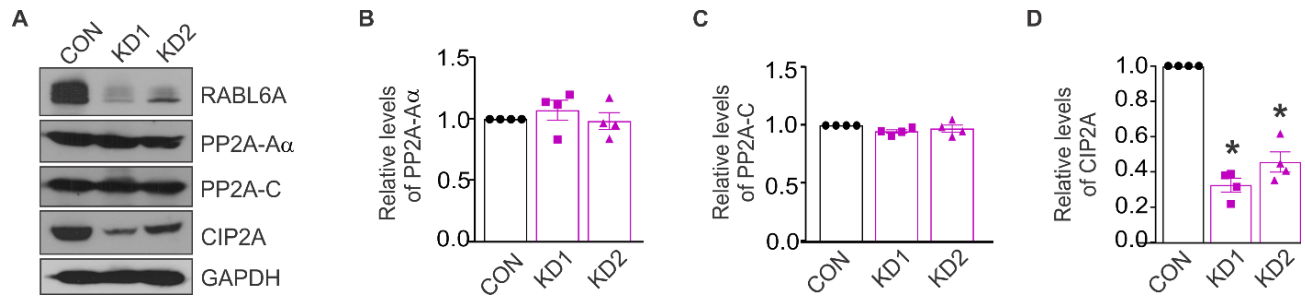 A
CON
KD1
KD2
RABL6A
PP2A-Aα
PP2A-C
CIP2A
GAPDH
B
Relative levels
of PP2A-Aα
1.5
1.0
0.5
0.0
CON
KD1
KD2
C
Relative levels
of PP2A-C
1.5
1.0
0.5
0.0
CON
KD1
KD2
D
Relative levels
of CIP2A
1.0
0.8
0.6
0.4
0.2
0.0
*
*
CON
KD1
KD2